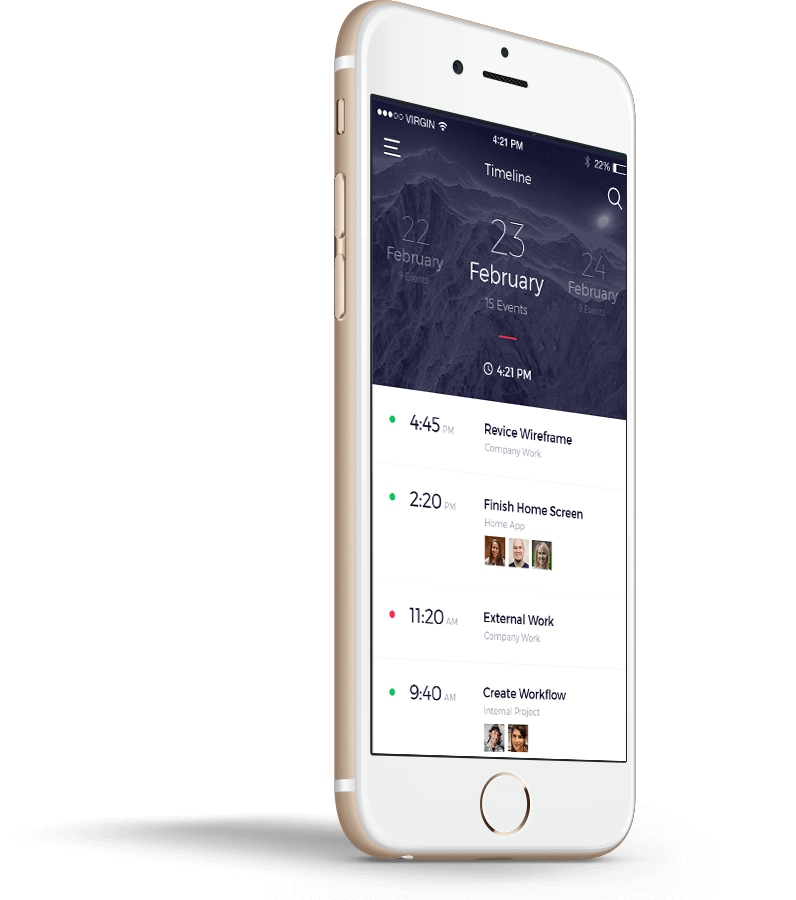 ●●●○○ VIRGIN 4:21 PM 22%
Timeline
22 23 24
February February February
9 Events 15 Events 9 Events
4:21 PM
4:45 PM Revice Wireframe
Company Work
2:20 PM Finish Home Screen
Home App
11:20 AM External Work
Company Work
9:40 AM Create Workflow
Internal Project